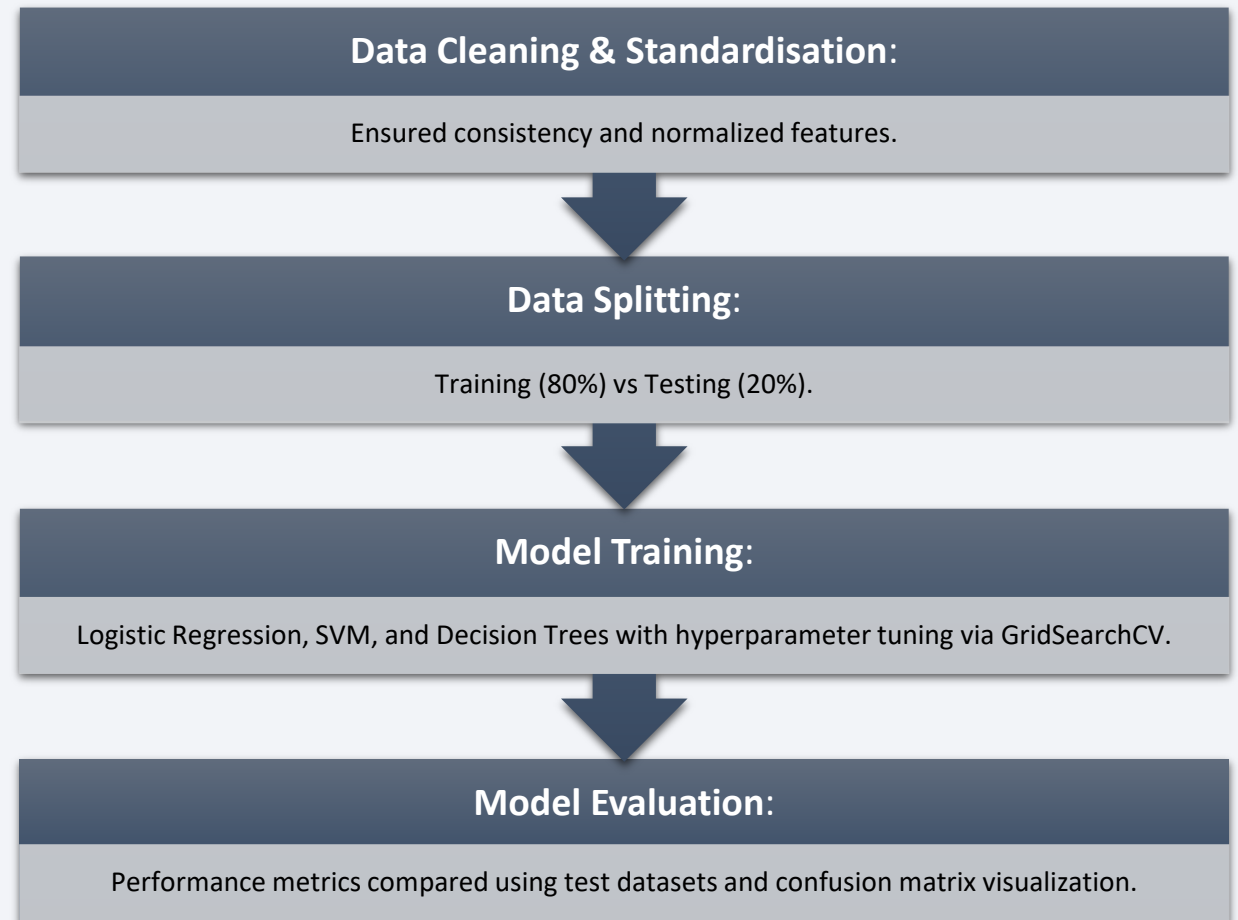 Data Cleaning & Standardisation:
Ensured consistency and normalized features.
Data Splitting:
Training (80%) vs Testing (20%).
Model Training:
Logistic Regression, SVM, and Decision Trees with hyperparameter tuning via GridSearchCV.
Model Evaluation:
Performance metrics compared using test datasets and confusion matrix visualization.